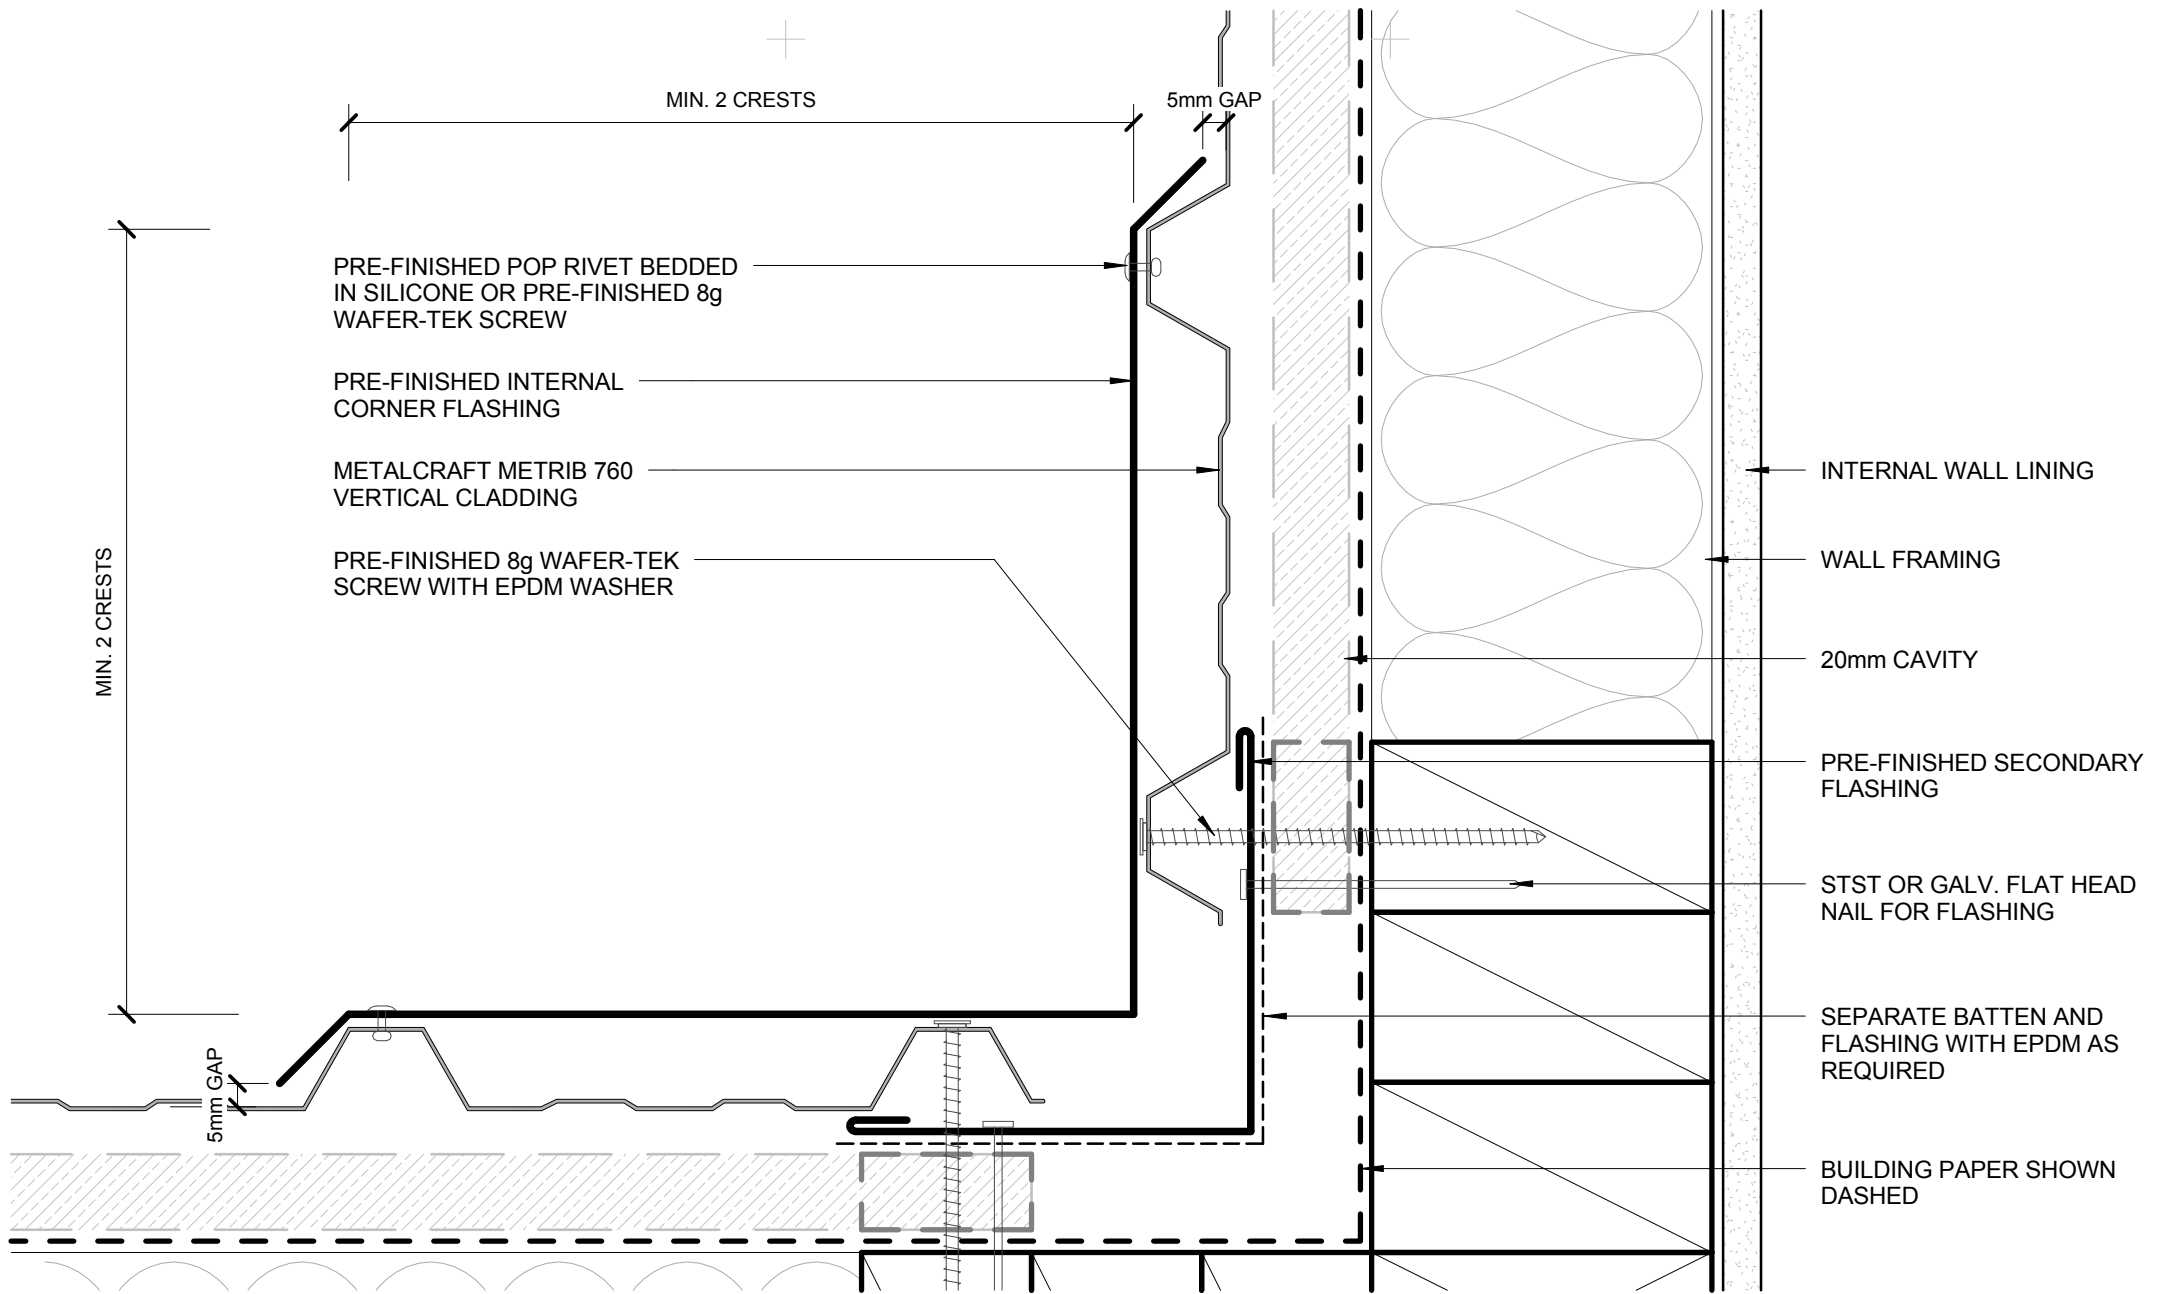 MIN. 2 CRESTS
5mm GAP
PRE-FINISHED POP RIVET BEDDED
IN SILICONE OR PRE-FINISHED 8g
WAFER-TEK SCREW
PRE-FINISHED INTERNAL
CORNER FLASHING
METALCRAFT METRIB 760
VERTICAL CLADDING
PRE-FINISHED 8g WAFER-TEK
SCREW WITH EPDM WASHER
MIN. 2 CRESTS
5mm GAP
INTERNAL WALL LINING
WALL FRAMING
20mm CAVITY
PRE-FINISHED SECONDARY
FLASHING
STST OR GALV. FLAT HEAD
NAIL FOR FLASHING
SEPARATE BATTEN AND
FLASHING WITH EPDM AS
REQUIRED
BUILDING PAPER SHOWN
DASHED